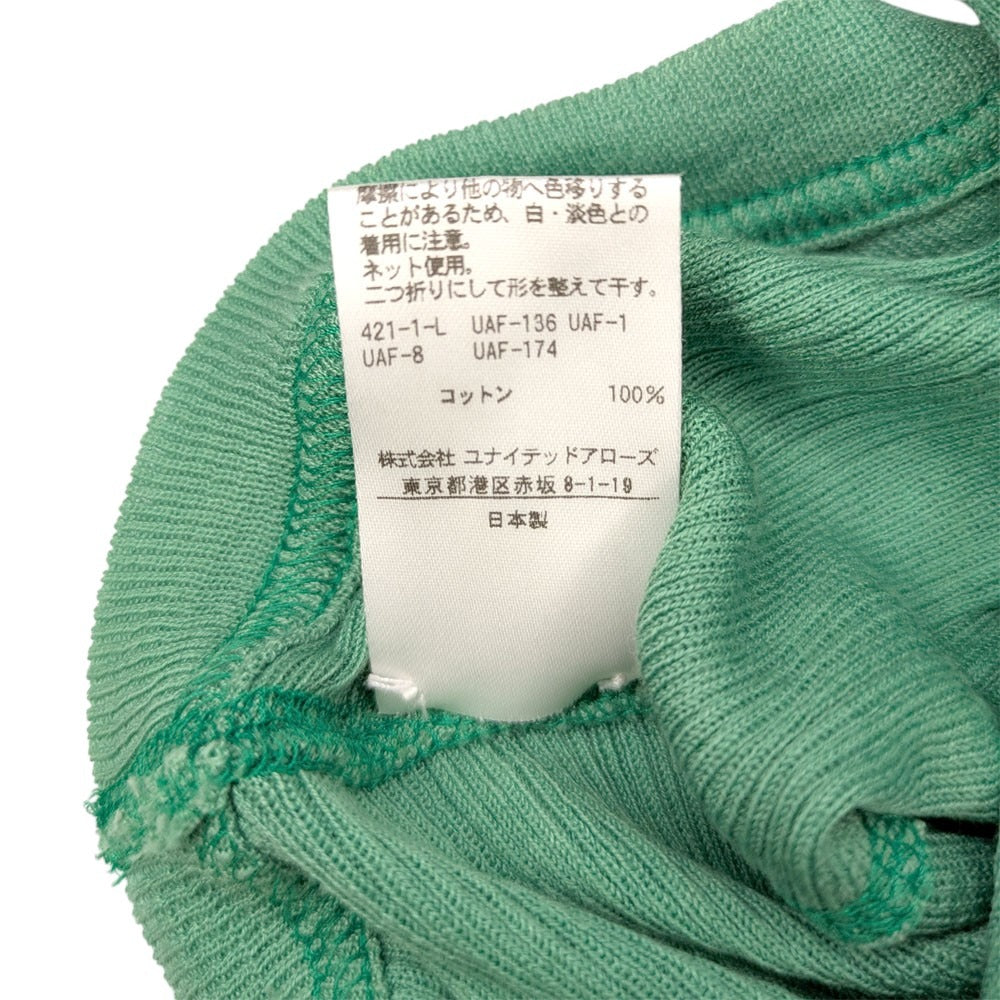 摩擦により他の物へ色移りする
ことがあるため、白・淡色との
着用に注意。
ネット使用。
二つ折りにして形を整えて干す。
421-1-L UAF-136 UAF-1
UAF-8 UAF-174
コットン 100%
株式会社 ユナイテッドアローズ
東京都港区赤坂 8-1-19
日本製